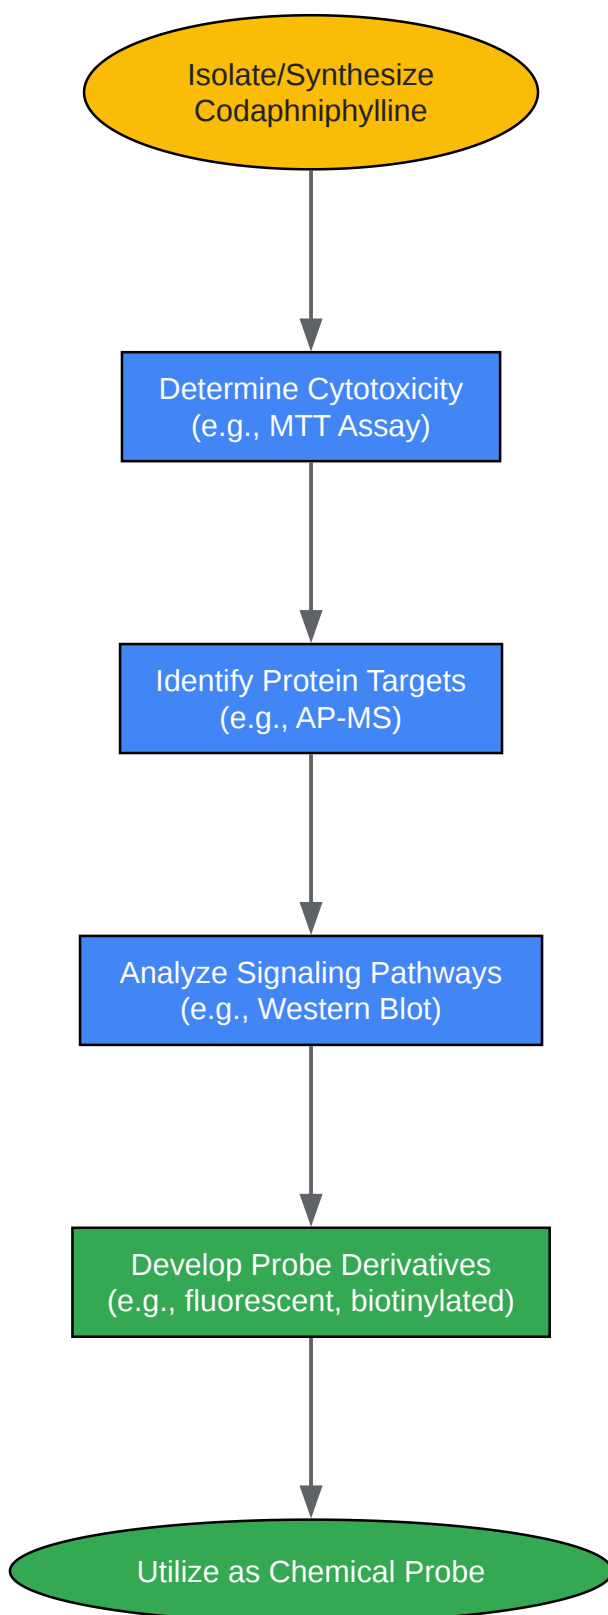 Isolate/Synthesize
Codaphniphylline
Determine Cytotoxicity
(e.g., MTT Assay)
Identify Protein Targets
(e.g., AP-MS)
Analyze Signaling Pathways
(e.g., Western Blot)
Develop Probe Derivatives
(e.g., fluorescent, biotinylated)
Utilize as Chemical Probe